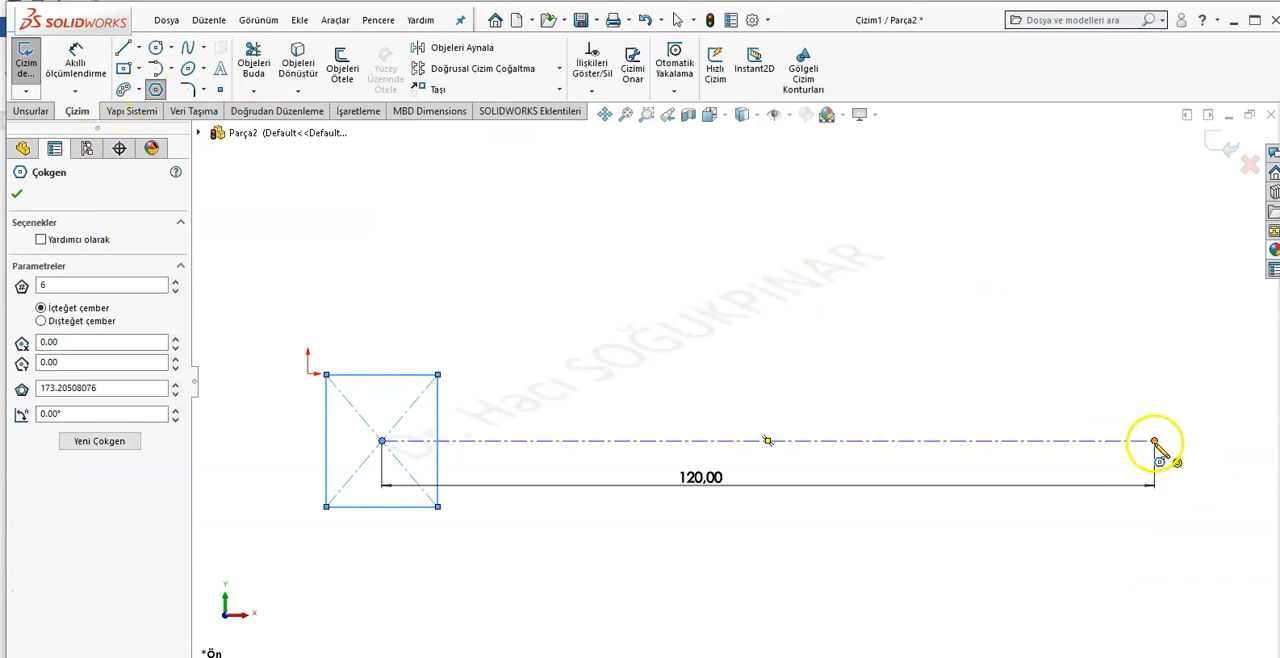 SOLIDWORKS
Dosya Düzenle Görünüm Ekle Araçlar Pencere Yardım
Çizim1 / Parça2 *
Dosya ve modelleri ara
?
Çizim de...
Akıllı ölçümlendirme
Objeleri Buda
Objeleri Dönüştür
Objeleri Ötele
Yüzey Üzerinde Ötele
Objeleri Aynala
Doğrusal Çizim Çoğaltma
Taşı
İlişkileri Göster/Sil
Çizimi Onar
Otomatik Yakalama
Hızlı Çizim
Instant2D
Gölgeli Çizim Konturları
Unsurlar Çizim Yapı Sistemi Veri Taşıma Doğrudan Düzenleme İşaretleme MBD Dimensions SOLIDWORKS Eklentileri
Parça2 (Default<<Default...
Çokgen
Seçenekler
Yardımcı olarak
Parametreler
6
İçteğet çember
Dışteğet çember
0.00
0.00
173.20508076
0.00°
Yeni Çokgen
Dr. Hacı SOĞUKPINAR
120,00
Y
X
*Ön